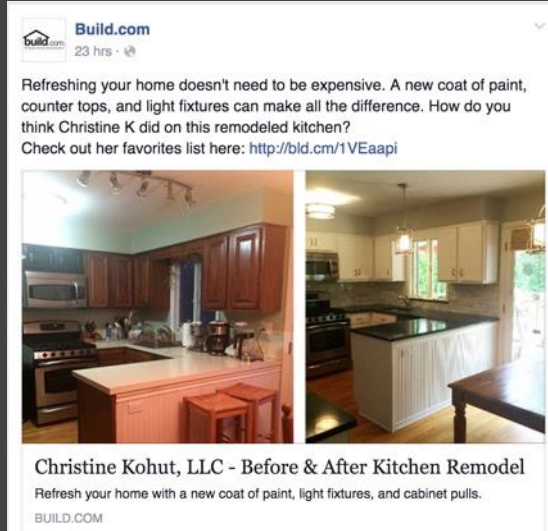 build.com
Build.com
23 hrs ·
Refreshing your home doesn't need to be expensive. A new coat of paint,
counter tops, and light fixtures can make all the difference. How do you
think Christine K did on this remodeled kitchen?
Check out her favorites list here: http://bld.cm/1VEaapi
Christine Kohut, LLC - Before & After Kitchen Remodel
Refresh your home with a new coat of paint, light fixtures, and cabinet pulls.
BUILD.COM